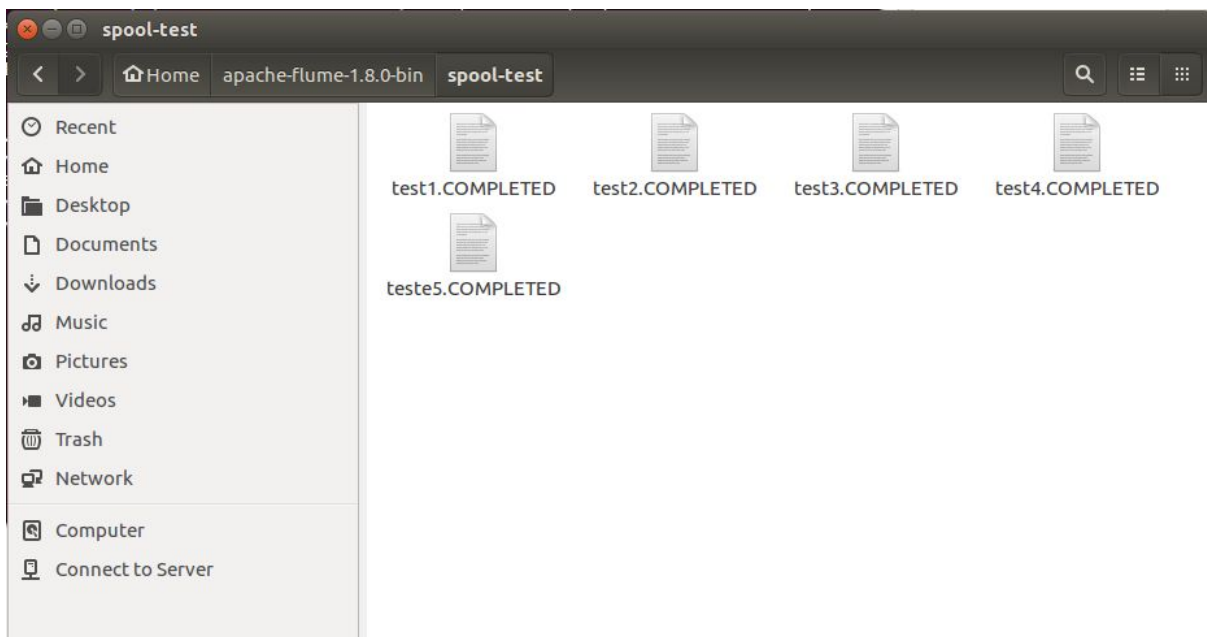 spool-test
Home apache-flume-1.8.0-bin spool-test
Recent
Home
Desktop
Documents
Downloads
Music
Pictures
Videos
Trash
Network
Computer
Connect to Server
test1.COMPLETED test2.COMPLETED test3.COMPLETED test4.COMPLETED
teste5.COMPLETED